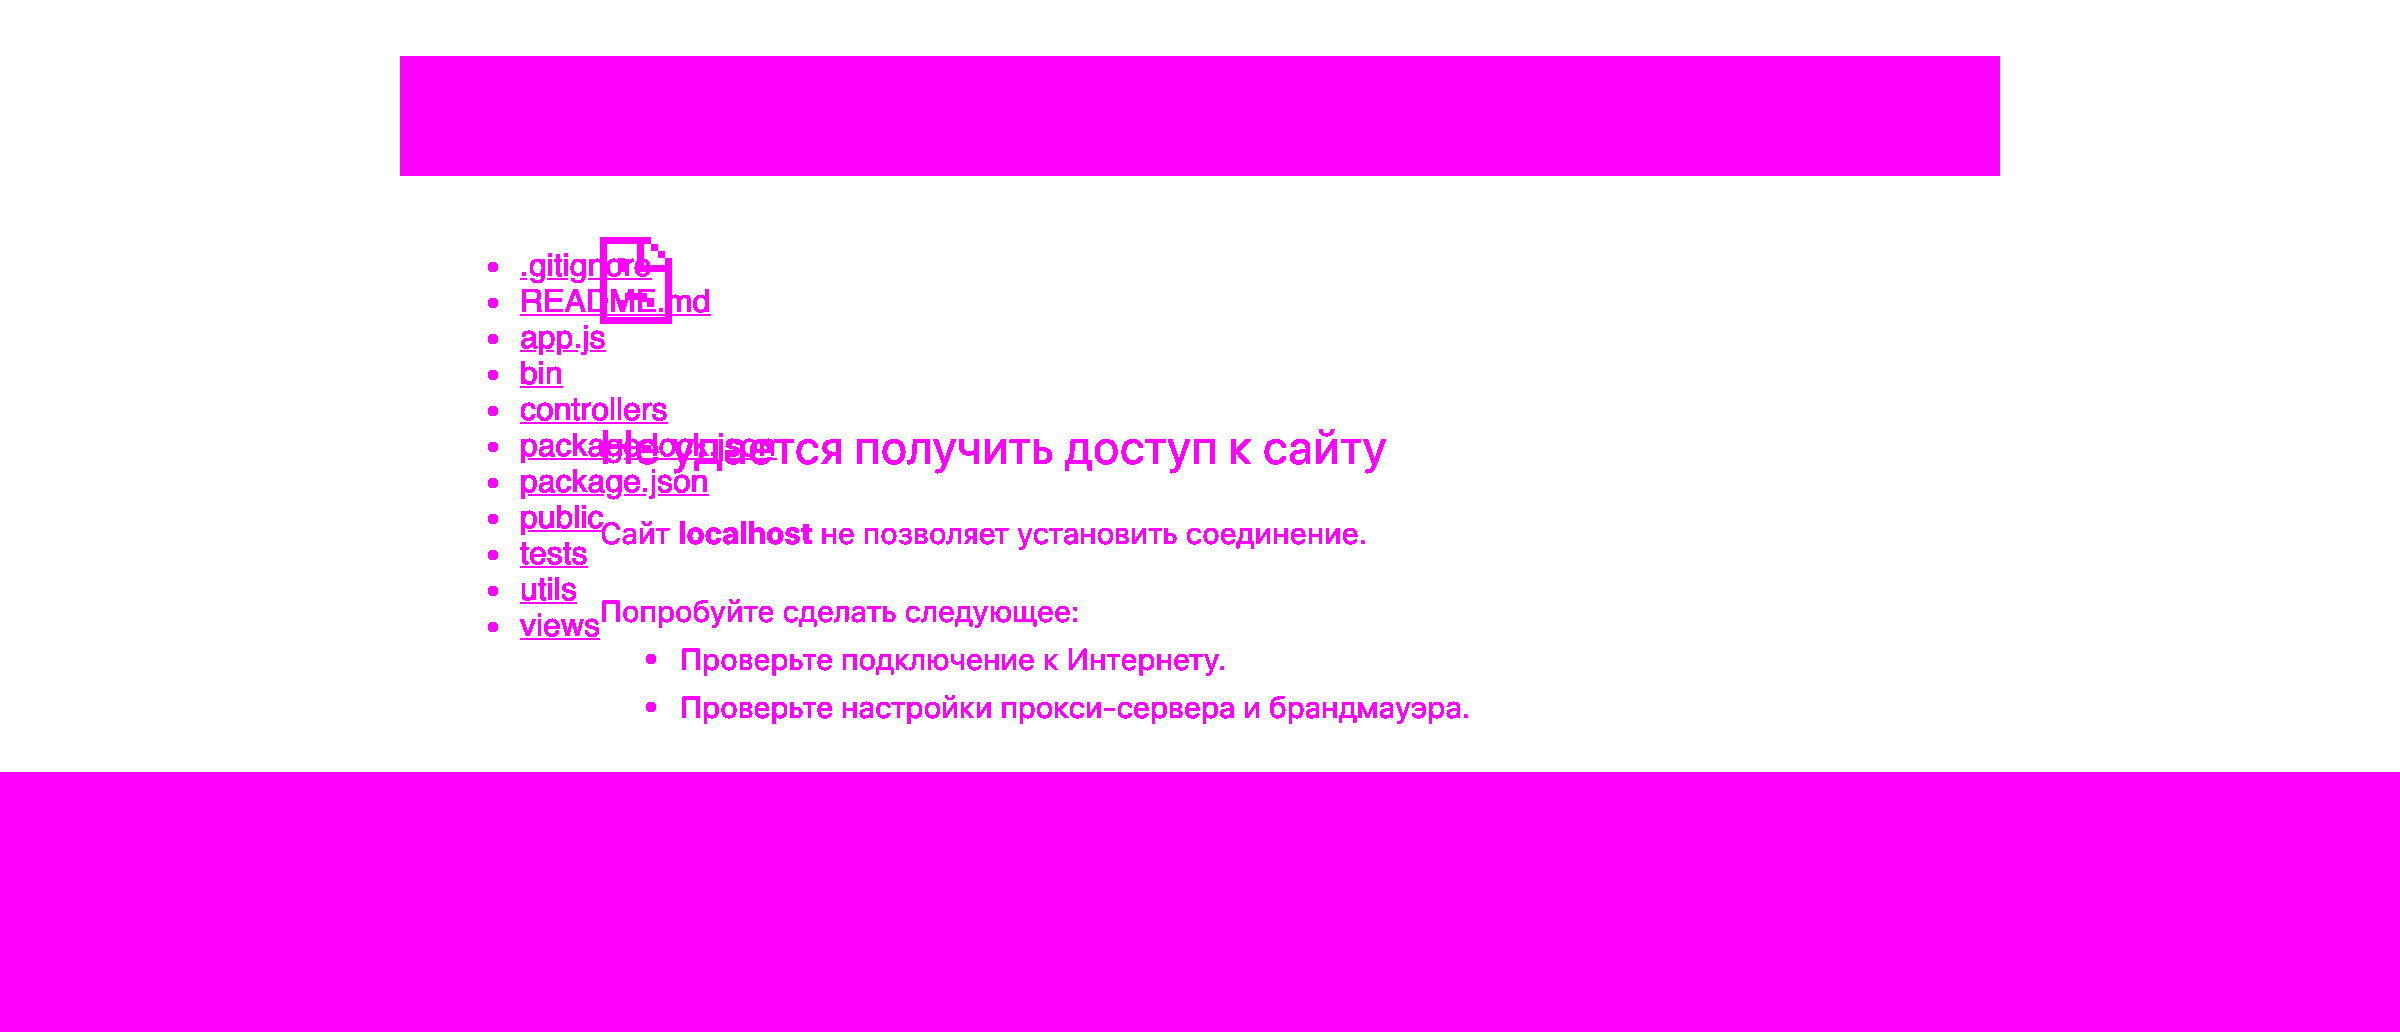 .gitignore
README.md
app.js
bin
controllers
package-lock.json
package.json
public
tests
utils
views
Не удается получить доступ к сайту
Сайт localhost не позволяет установить соединение.
Попробуйте сделать следующее:
Проверьте подключение к Интернету.
Проверьте настройки прокси-сервера и брандмауэра.